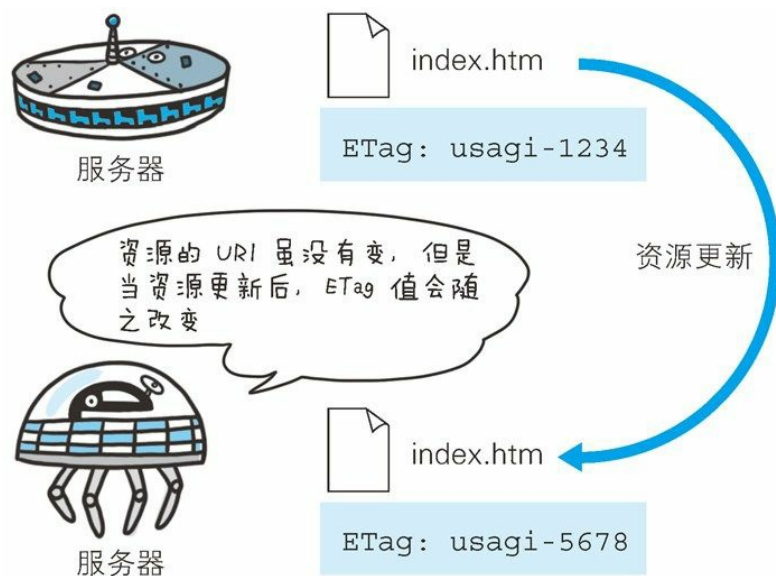 index.htm
ETag: usagi-1234
服务器
资源的 URI 虽没有变，但是
当资源更新后，ETag 值会随
之改变
资源更新
index.htm
ETag: usagi-5678
服务器